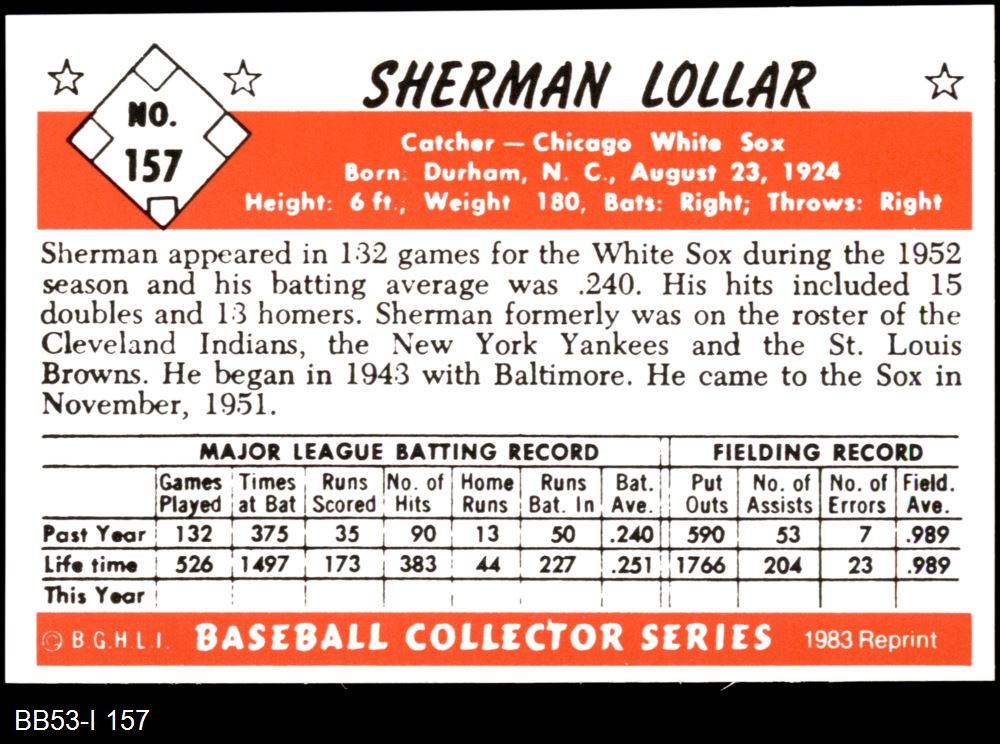 SHERMAN LOLLAR
NO.
157
Catcher — Chicago White Sox
Born: Durham, N. C., August 23, 1924
Height: 6 ft., Weight 180, Bats: Right; Throws: Right
Sherman appeared in 132 games for the White Sox during the 1952
season and his batting average was .240. His hits included 15
doubles and 13 homers. Sherman formerly was on the roster of the
Cleveland Indians, the New York Yankees and the St. Louis
Browns. He began in 1943 with Baltimore. He came to the Sox in
November, 1951.
MAJOR LEAGUE BATTING RECORD FIELDING RECORD
Games Times Runs No. of Home Runs Bat. Put No. of No. of Field.
Played at Bat Scored Hits Runs Bat. In Ave. Outs Assists Errors Ave.
Past Year 132 375 35 90 13 50 .240 590 53 7 .989
Life time 526 1497 173 383 44 227 .251 1766 204 23 .989
This Year
© B.G.H.L.I. BASEBALL COLLECTOR SERIES 1983 Reprint
BB53-I 157